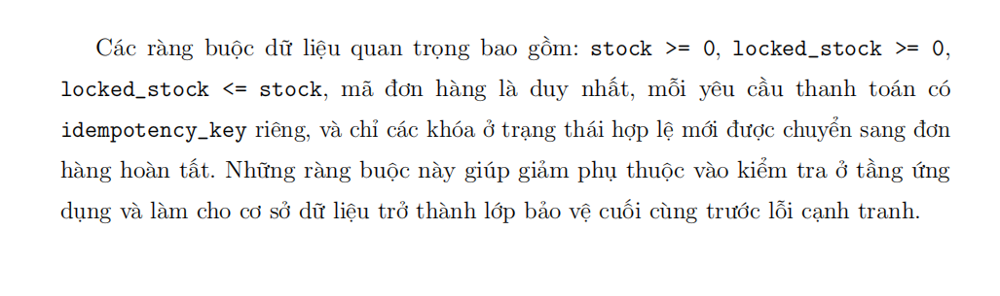 Các ràng buộc dữ liệu quan trọng bao gồm: stock >= 0, locked_stock >= 0,
locked_stock <= stock, mã đơn hàng là duy nhất, mỗi yêu cầu thanh toán có
idempotency_key riêng, và chỉ các khóa ở trạng thái hợp lệ mới được chuyển sang đơn
hàng hoàn tất. Những ràng buộc này giúp giảm phụ thuộc vào kiểm tra ở tầng ứng
dụng và làm cho cơ sở dữ liệu trở thành lớp bảo vệ cuối cùng trước lỗi cạnh tranh.